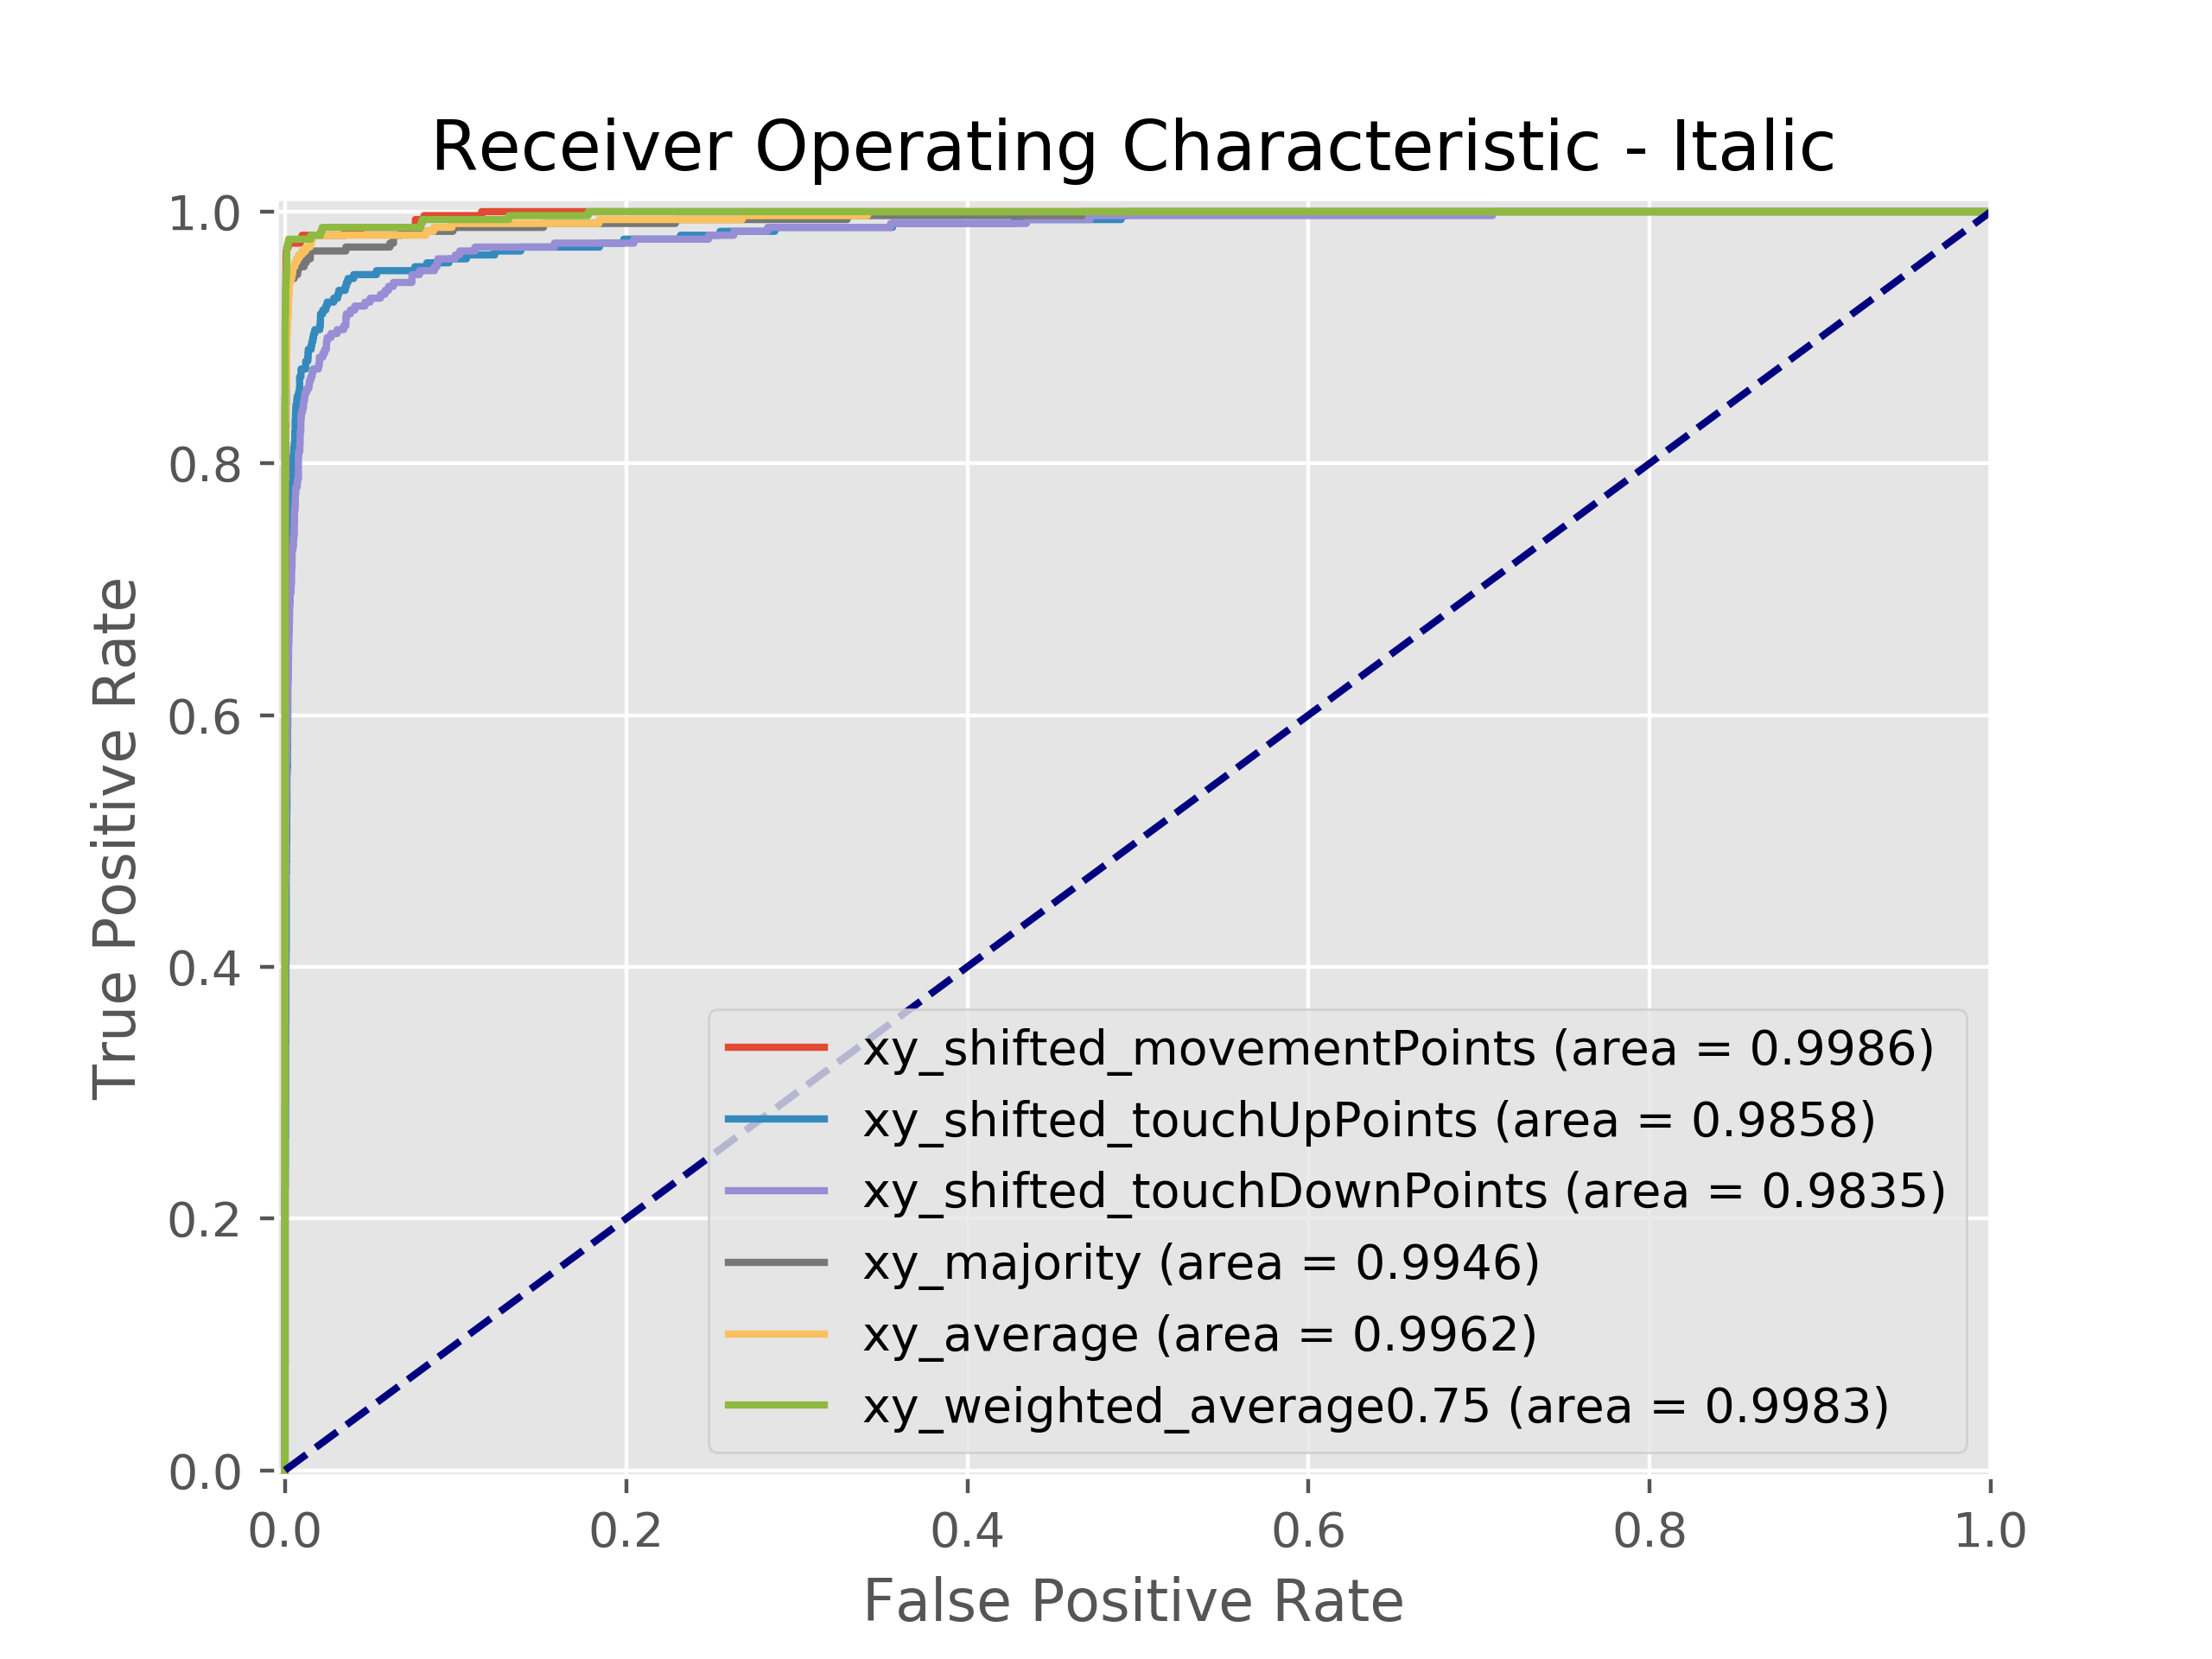 Receiver Operating Characteristic - Italic
1.0
0.8
0.6
0.4
0.2
0.0
True Positive Rate
xy_shifted_movementPoints (area = 0.9986)
xy_shifted_touchUpPoints (area = 0.9858)
xy_shifted_touchDownPoints (area = 0.9835)
xy_majority (area = 0.9946)
xy_average (area = 0.9962)
xy_weighted_average0.75 (area = 0.9983)
0.0 0.2 0.4 0.6 0.8 1.0
False Positive Rate